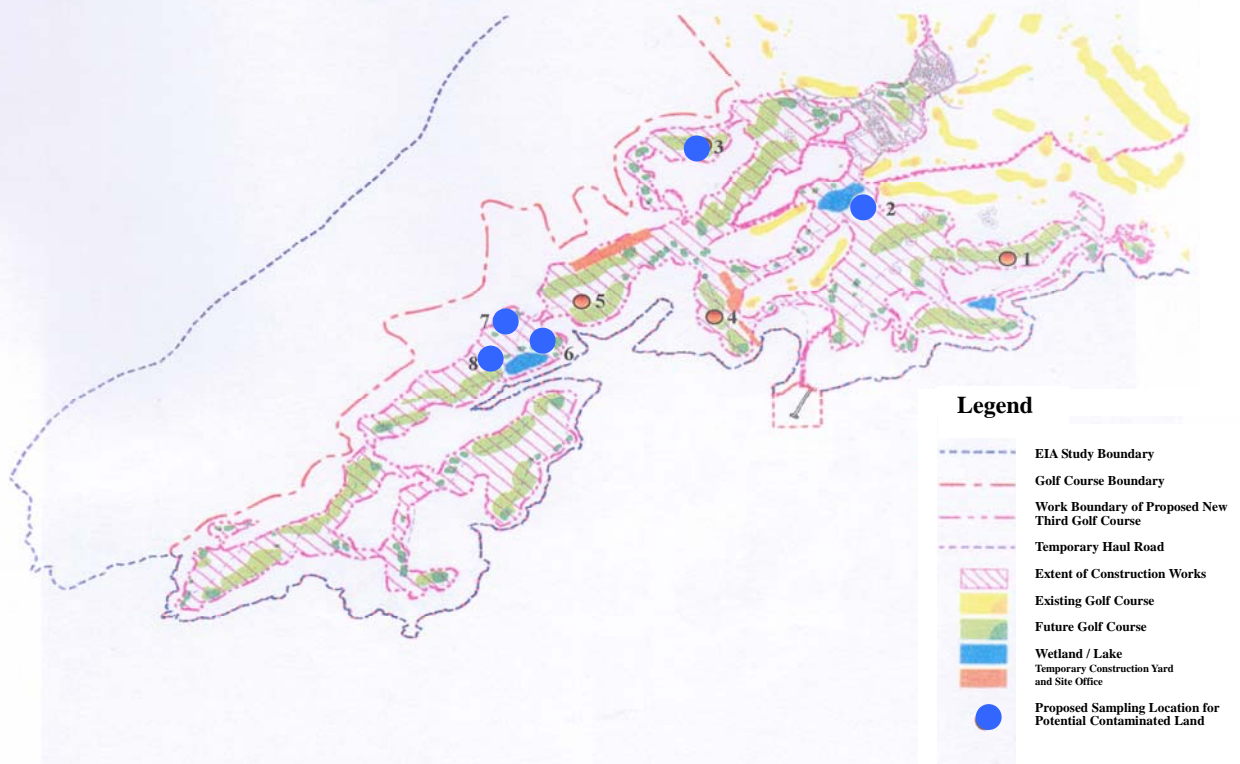 3
2
1
5
4
7
6
8
Legend
EIA Study Boundary
Golf Course Boundary
Work Boundary of Proposed New
Third Golf Course
Temporary Haul Road
Extent of Construction Works
Existing Golf Course
Future Golf Course
Wetland / Lake
Temporary Construction Yard
and Site Office
Proposed Sampling Location for
Potential Contaminated Land